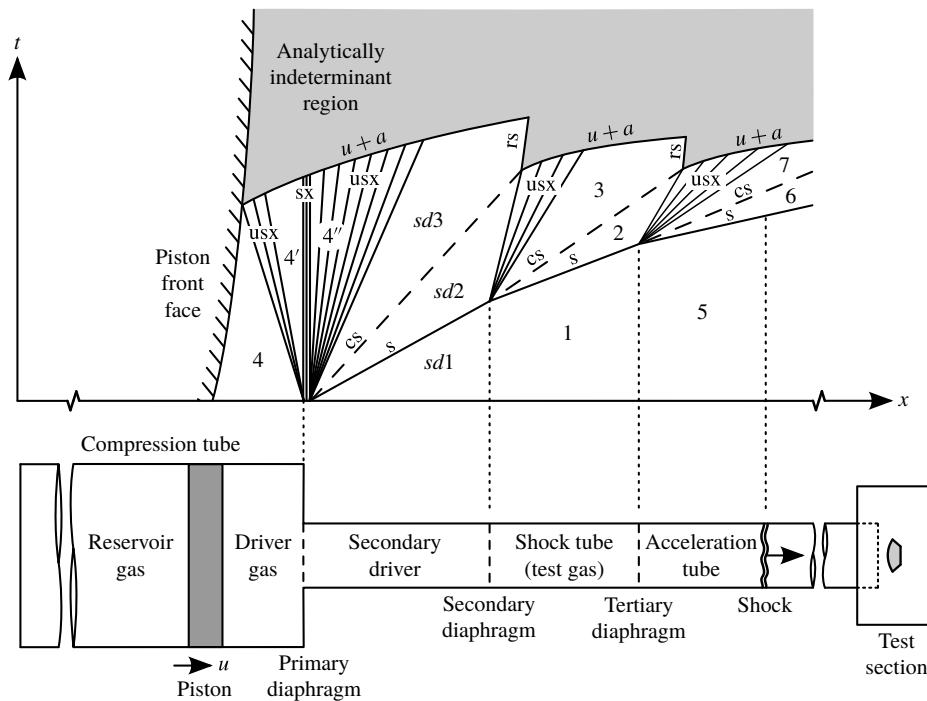 t
Analytically
indeterminant
region
u + a
u + a
u + a
rs
rs
usx
sx
usx
usx
usx
7
6
cs
s
3
2
cs
s
4′
4″
sd3
sd2
cs
s
sd1
Piston
front
face
4
1
5
x
Compression tube
Reservoir
gas
Driver
gas
Secondary
driver
Shock tube
(test gas)
Acceleration
tube
Secondary
diaphragm
Tertiary
diaphragm
Shock
Test
section
u
Piston
Primary
diaphragm